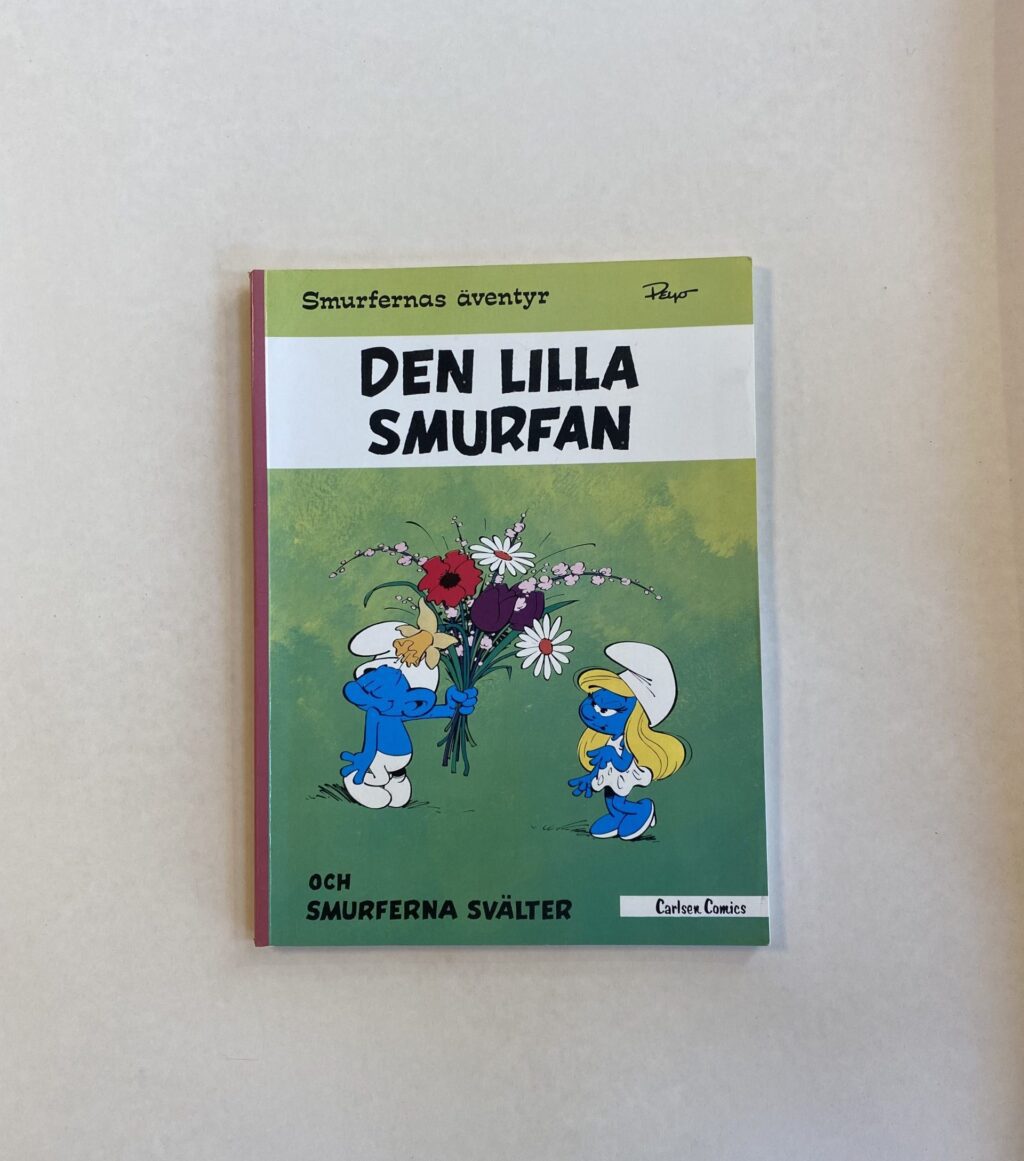 Smurfernas äventyr
Peyo
DEN LILLA
SMURFAN
OCH
SMURFERNA SVÄLTER
Carlsen Comics